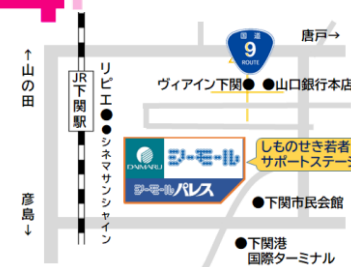 国道
9
ROUTE
唐戸→
←山の田
JR下関駅
リピエ●
●シネマサンシャイン
ヴィアイン下関●
●山口銀行本店
DAIMARU
シーモール
シーモールパレス
しものせき若者
サポートステーシ
●下関市民会館
彦島→
●下関港
国際ターミナル